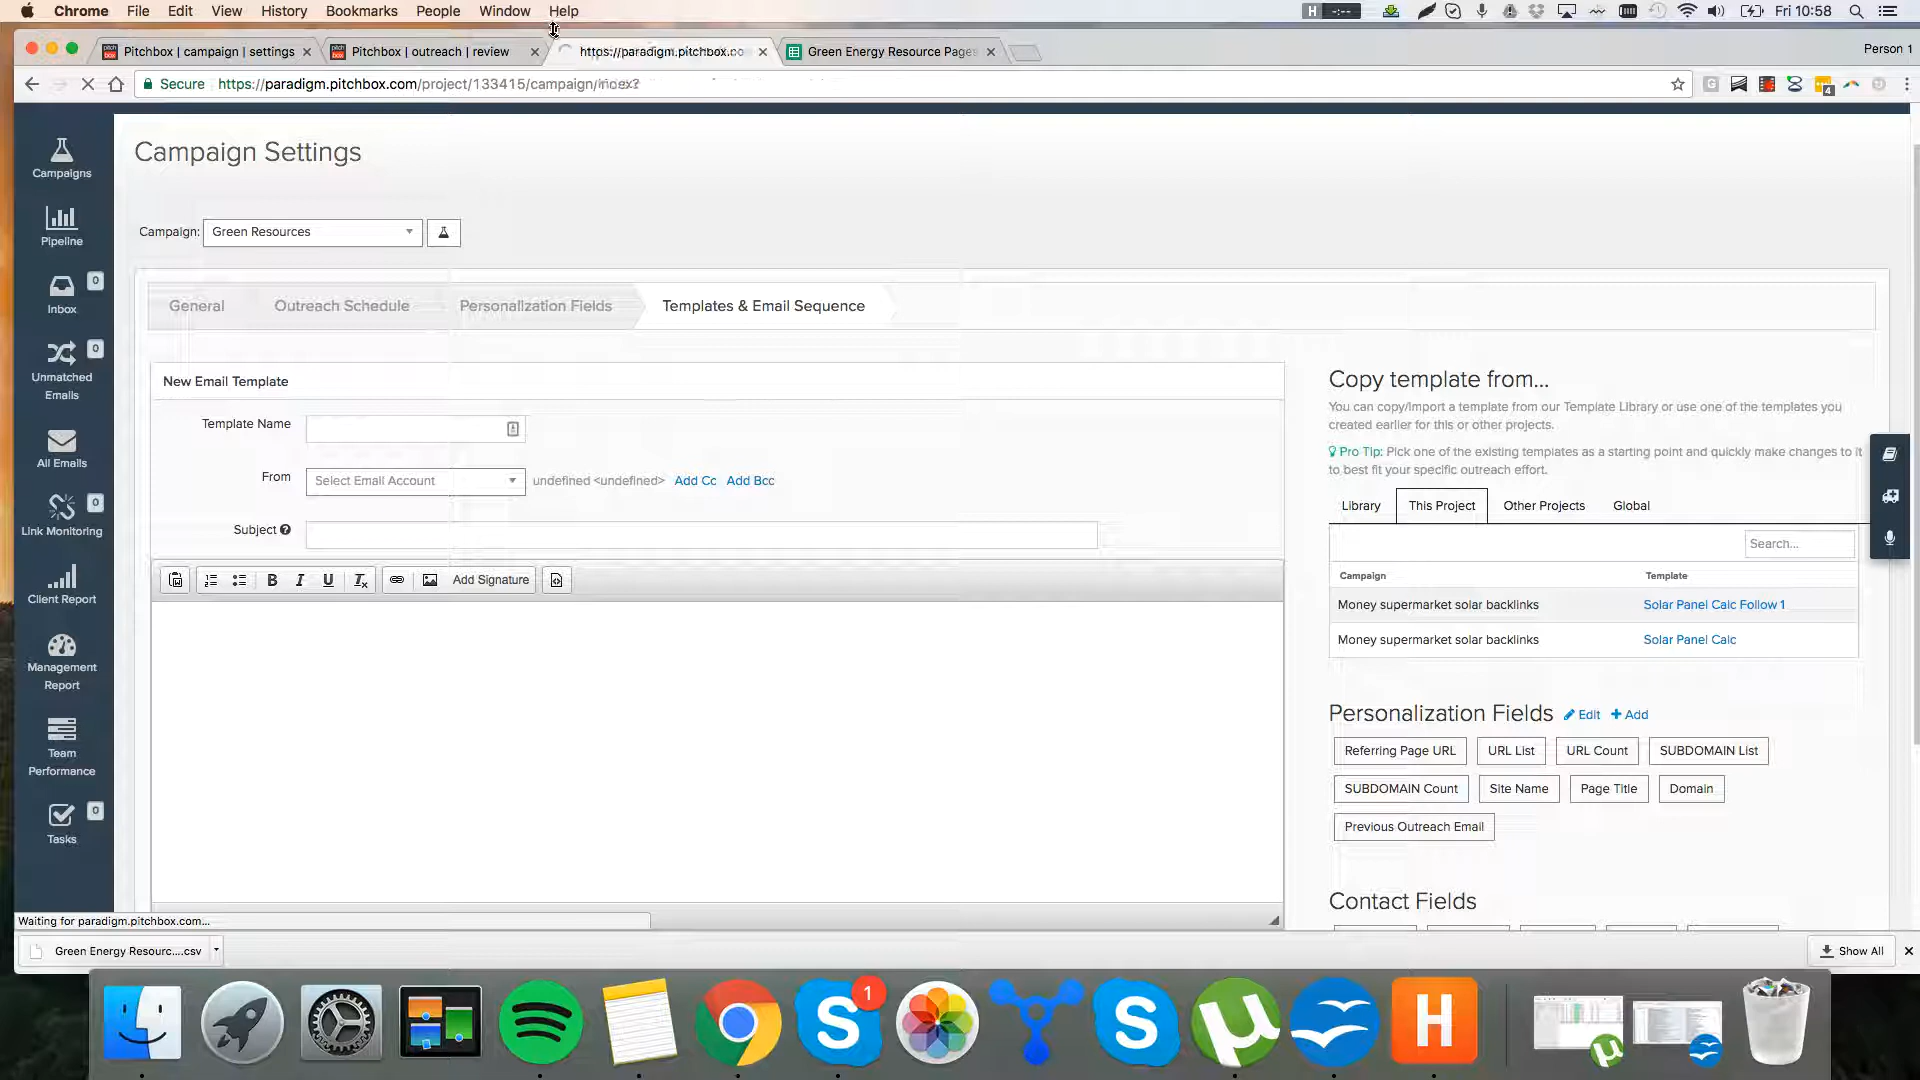 Chrome File Edit View History Bookmarks People Window Help
Fri 10:58
Pitchbox | campaign | settings
Pitchbox | outreach | review
https://paradigm.pitchbox.co
Green Energy Resource Pages
Person 1
Secure https://paradigm.pitchbox.com/project/133415/campaign/index?
4
Campaign Settings
Campaign: Green Resources
General
Outreach Schedule
Personalization Fields
Templates & Email Sequence
Campaigns
Pipeline
Inbox
0
Unmatched Emails
0
All Emails
Link Monitoring
0
Client Report
Management Report
Team Performance
Tasks
0
New Email Template
Template Name
From Select Email Account undefined <undefined> Add Cc Add Bcc
Subject
B I U Tx Add Signature
Copy template from...
You can copy/import a template from our Template Library or use one of the templates you
created earlier for this or other projects.
Pro Tip: Pick one of the existing templates as a starting point and quickly make changes to it
to best fit your specific outreach effort.
Library This Project Other Projects Global
Search...
Campaign Template
Money supermarket solar backlinks Solar Panel Calc Follow 1
Money supermarket solar backlinks Solar Panel Calc
Personalization Fields Edit + Add
Referring Page URL URL List URL Count SUBDOMAIN List
SUBDOMAIN Count Site Name Page Title Domain
Previous Outreach Email
Contact Fields
Waiting for paradigm.pitchbox.com...
Green Energy Resourc....csv
Show All
1